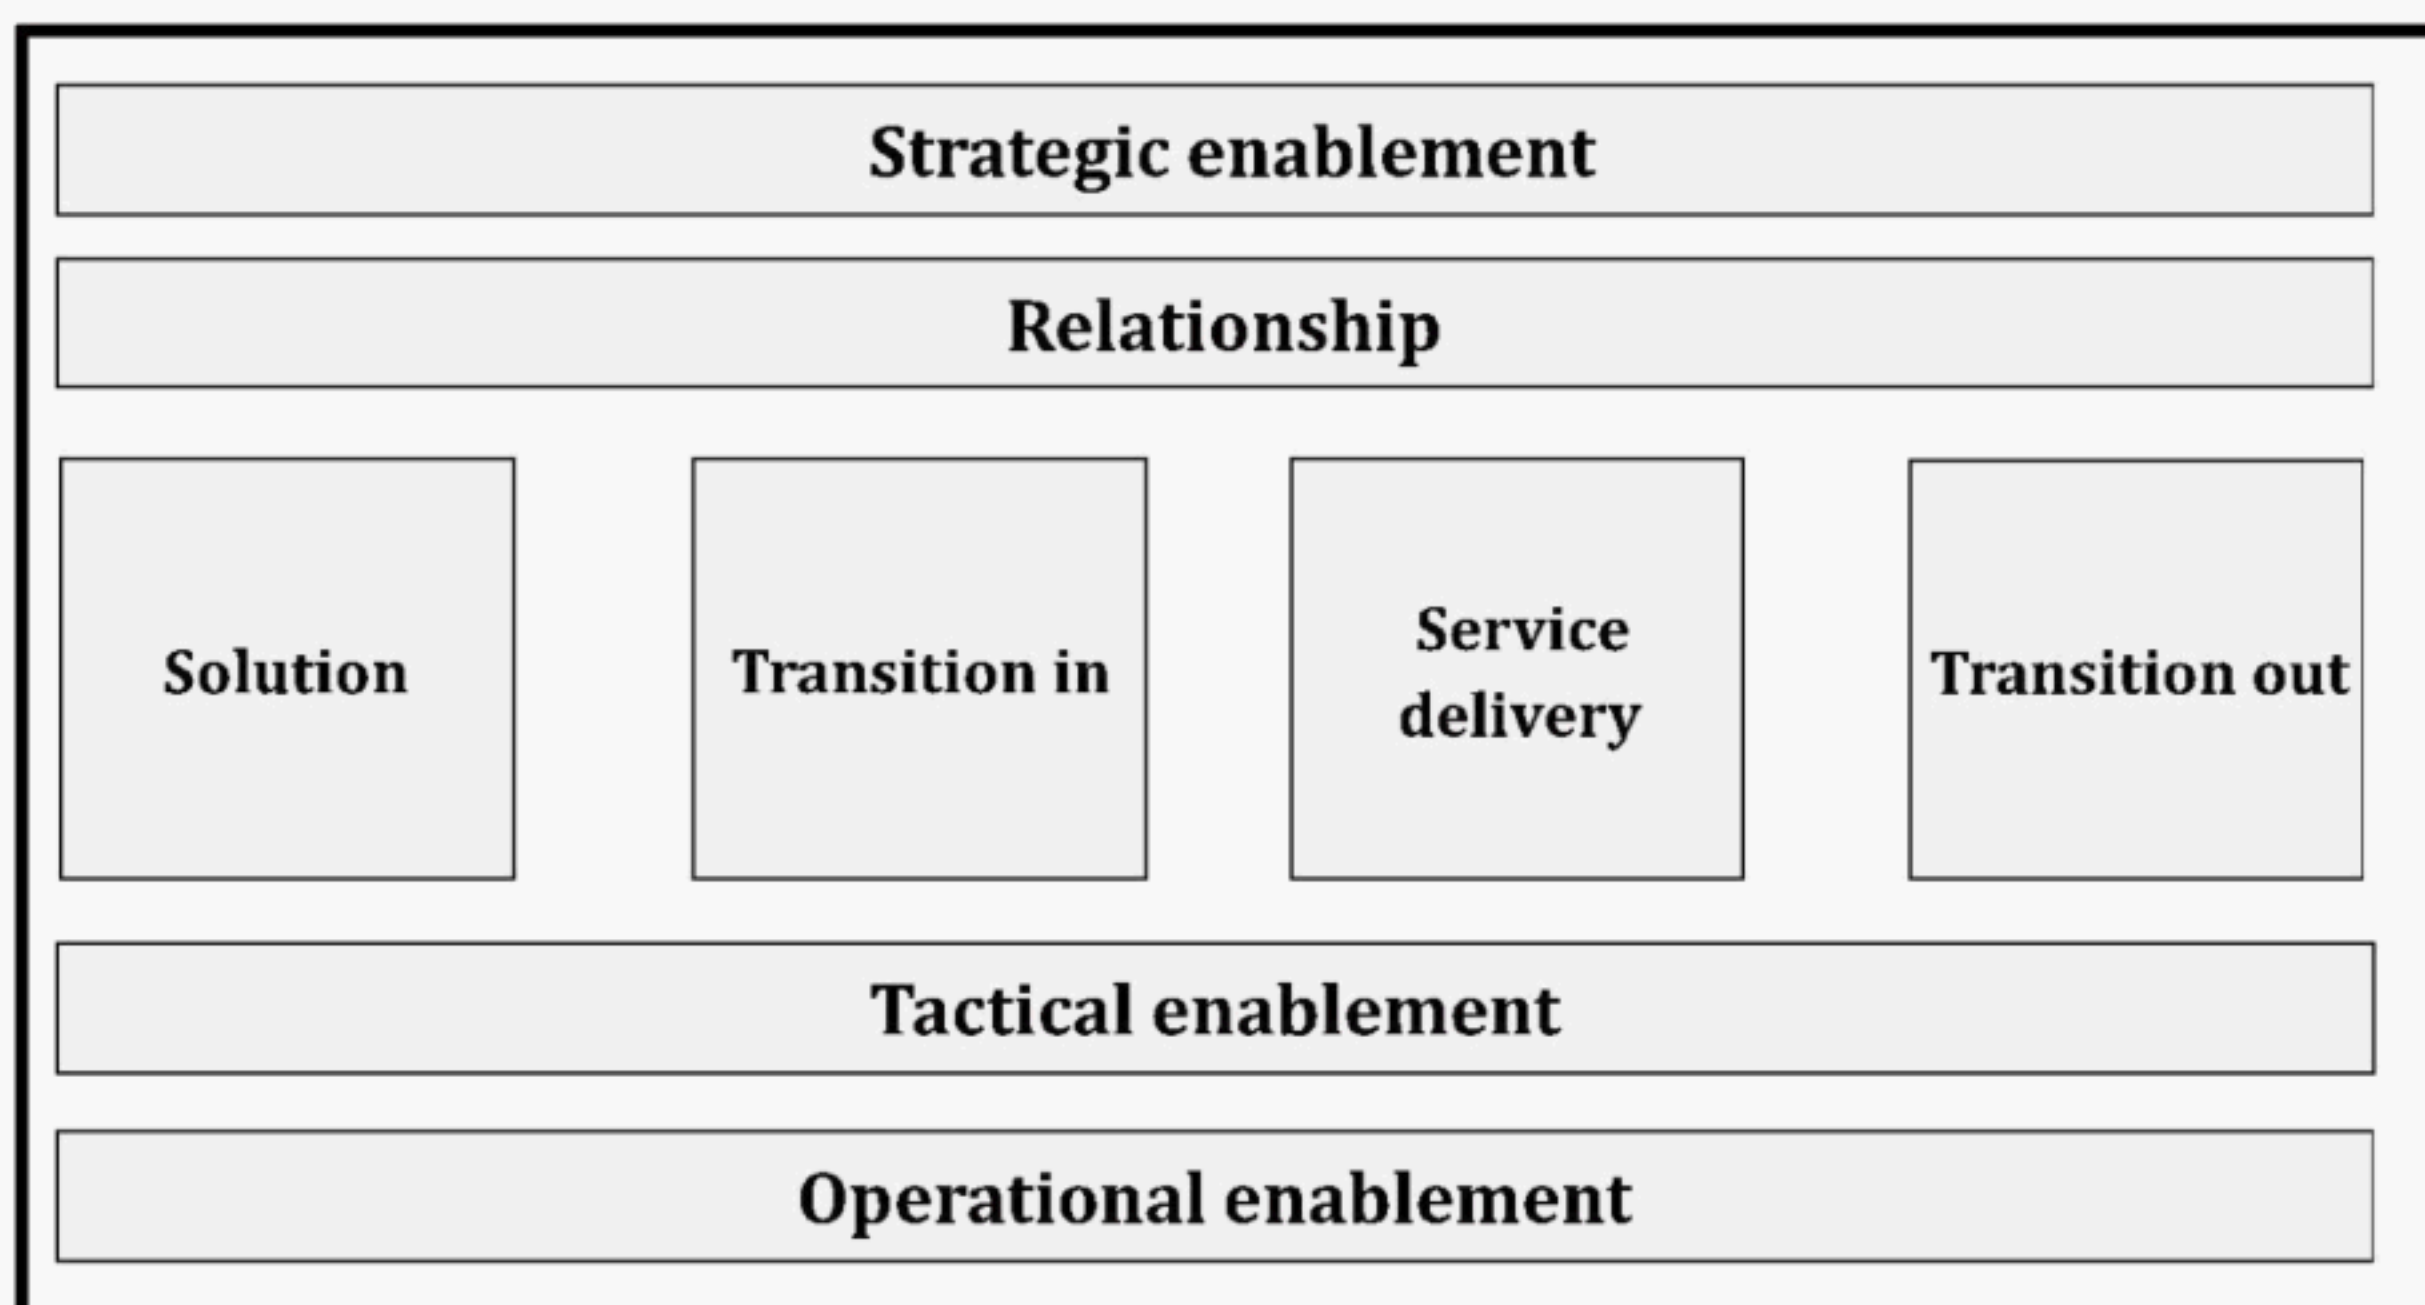 Strategic enablement
Relationship
Solution
Transition in
Service
delivery
Transition out
Tactical enablement
Operational enablement